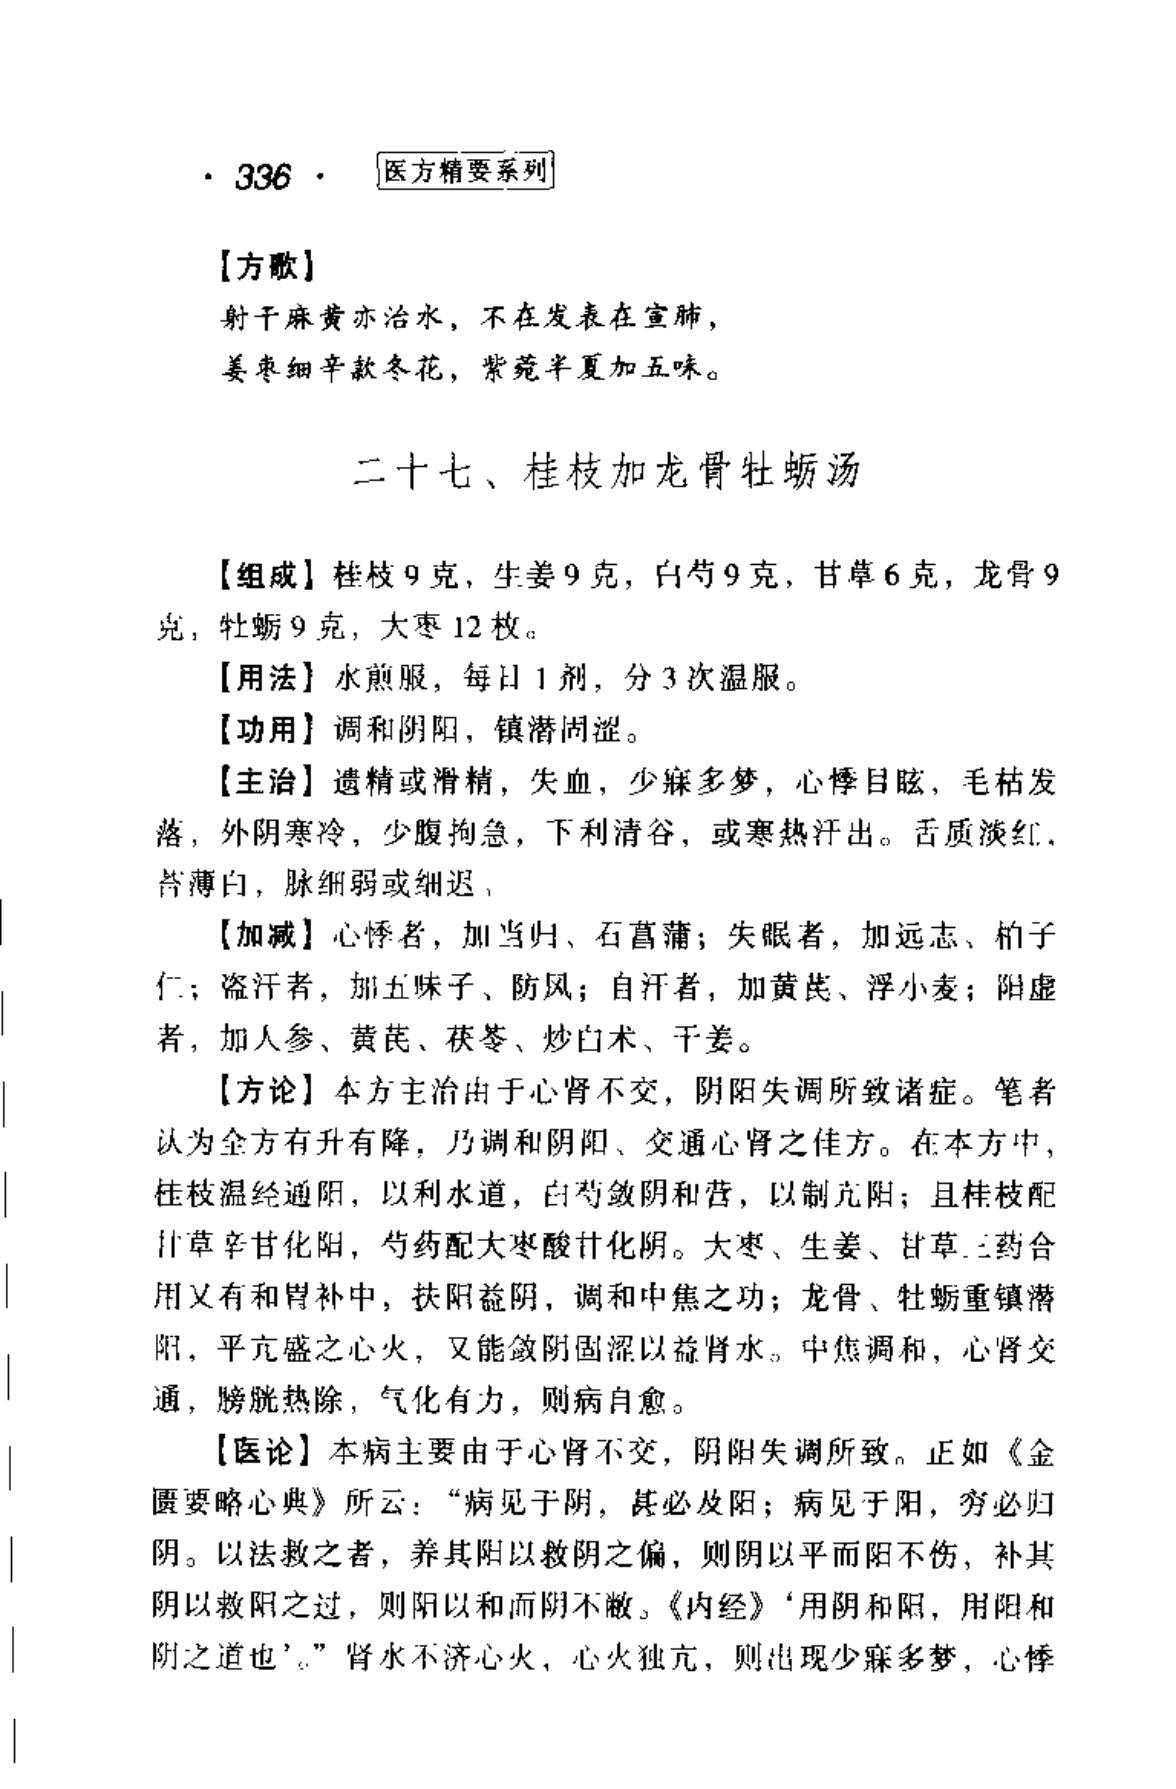 · 336 · 医方精要系列
【方歌】
射干麻黄亦治水，不在发表在宣肺，
姜枣细辛款冬花，紫菀半夏加五味。
二十七、桂枝加龙骨牡蛎汤
【组成】桂枝9克，生姜9克，白芍9克，甘草6克，龙骨9
克，牡蛎9克，大枣12枚。
【用法】水煎服，每日1剂，分3次温服。
【功用】调和阴阳，镇潜固涩。
【主治】遗精或滑精，失血，少寐多梦，心悸目眩，毛枯发
落，外阴寒冷，少腹拘急，下利清谷，或寒热汗出。舌质淡红，
苔薄白，脉细弱或细迟。
【加减】心悸者，加当归、石菖蒲；失眠者，加远志、柏子
仁；盗汗者，加五味子、防风；自汗者，加黄芪、浮小麦；阳虚
者，加人参、黄芪、茯苓、炒白术、干姜。
【方论】本方主治由于心肾不交，阴阳失调所致诸症。笔者
认为全方有升有降，乃调和阴阳、交通心肾之佳方。在本方中，
桂枝温经通阳，以利水道，白芍敛阴和营，以制亢阳；且桂枝配
甘草辛甘化阳，芍药配大枣酸甘化阴。大枣、生姜、甘草三药合
用又有和胃补中，扶阳益阴，调和中焦之功；龙骨、牡蛎重镇潜
阳，平亢盛之心火，又能敛阴固涩以益肾水。中焦调和，心肾交
通，膀胱热除，气化有力，则病自愈。
【医论】本病主要由于心肾不交，阴阳失调所致。正如《金
匮要略心典》所云：“病见于阴，甚必及阳；病见于阳，穷必归
阴。以法救之者，养其阳以救阴之偏，则阴以平而阳不伤，补其
阴以救阳之过，则阳以和而阴不敝。《内经》‘用阴和阳，用阳和
阴之道也’。”肾水不济心火，心火独亢，则出现少寐多梦，心悸